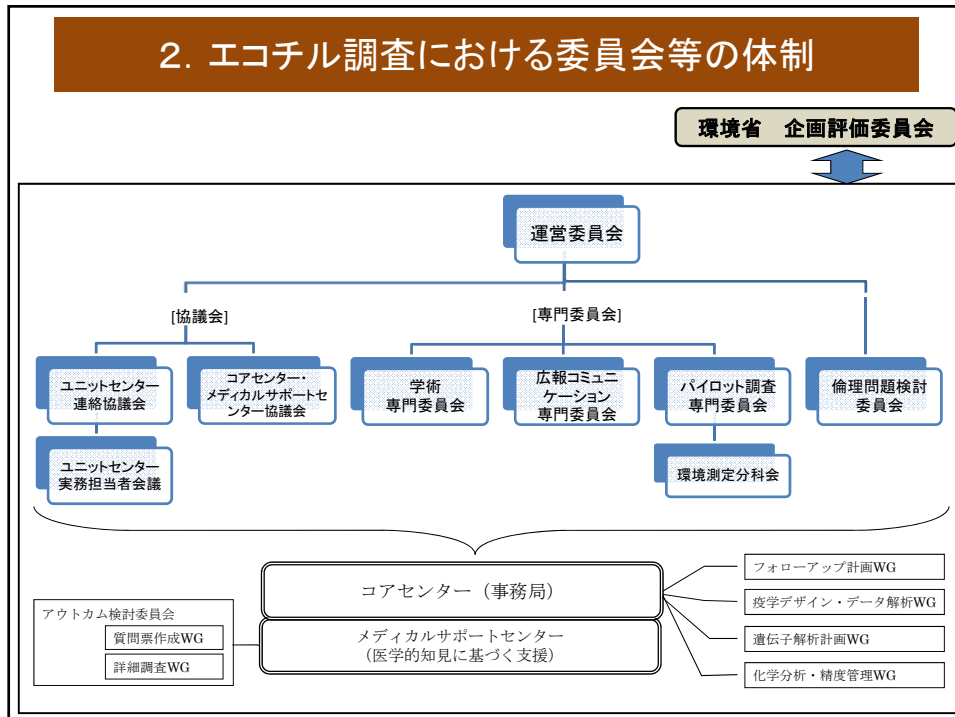 ２．エコチル調査における委員会等の体制
環境省　企画評価委員会
運営委員会
[協議会]
[専門委員会]
ユニットセンター
連絡協議会
コアセンター・
メディカルサポートセ
ンター協議会
学術
専門委員会
広報コミュニ
ケーション
専門委員会
パイロット調査
専門委員会
倫理問題検討
委員会
ユニットセンター
実務担当者会議
環境測定分科会
コアセンター（事務局）
メディカルサポートセンター
（医学的知見に基づく支援）
アウトカム検討委員会
質問票作成WG
詳細調査WG
フォローアップ計画WG
疫学デザイン・データ解析WG
遺伝子解析計画WG
化学分析・精度管理WG